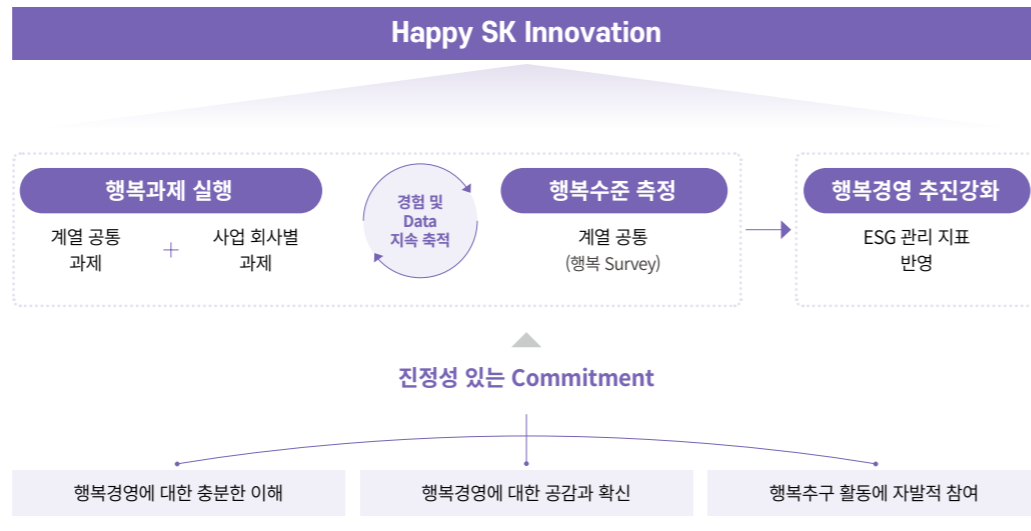 Happy SK Innovation
행복과제 실행
계열 공통
과제
+
사업 회사별
과제
경험 및
Data
지속 축적
행복수준 측정
계열 공통
(행복 Survey)
행복경영 추진강화
ESG 관리 지표
반영
진정성 있는 Commitment
행복경영에 대한 충분한 이해
행복경영에 대한 공감과 확신
행복추구 활동에 자발적 참여